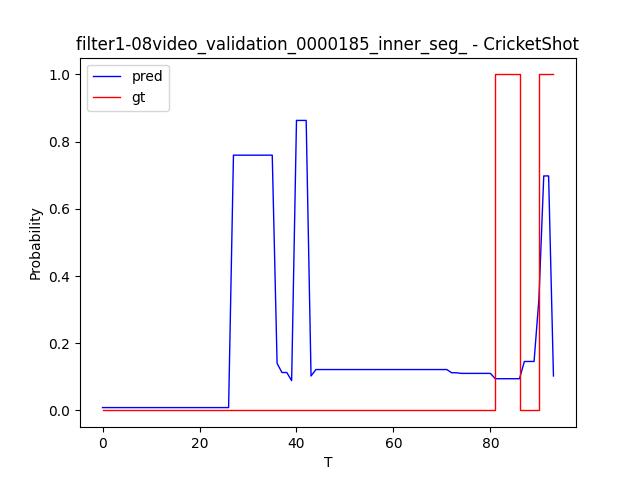 filter1-08video_validation_0000185_inner_seg_ - CricketShot
pred
gt
1.0
0.8
0.6
0.4
0.2
0.0
Probability
0
20
40
60
80
T